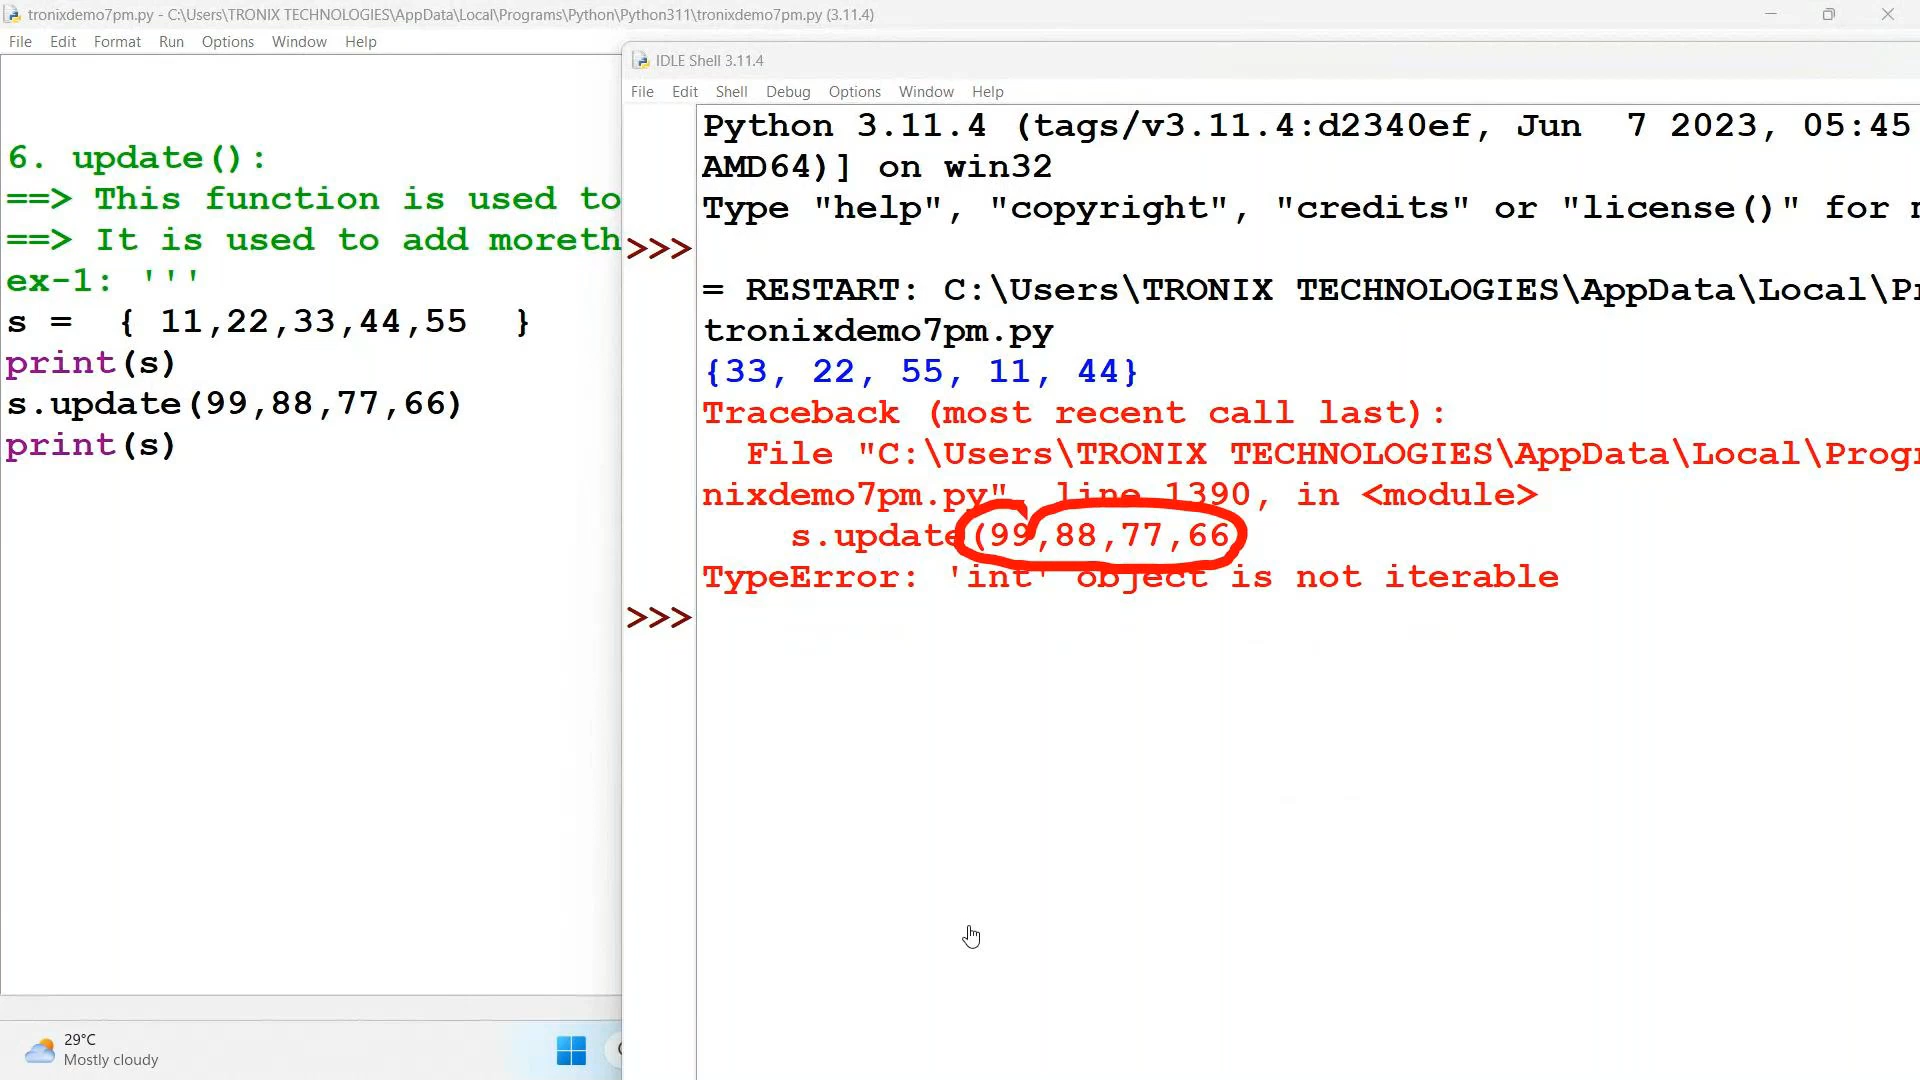 tronixdemo7pm.py - C:\Users\TRONIX TECHNOLOGIES\AppData\Local\Programs\Python\Python311\tronixdemo7pm.py (3.11.4)
File Edit Format Run Options Window Help
6. update():
==> This function is used to
==> It is used to add moreth
ex-1: '''
s =  { 11,22,33,44,55  }
print(s)
s.update(99,88,77,66)
print(s)
IDLE Shell 3.11.4
File Edit Shell Debug Options Window Help
Python 3.11.4 (tags/v3.11.4:d2340ef, Jun  7 2023, 05:45
AMD64)] on win32
Type "help", "copyright", "credits" or "license()" for
>>>
= RESTART: C:\Users\TRONIX TECHNOLOGIES\AppData\Local\
tronixdemo7pm.py
{33, 22, 55, 11, 44}
Traceback (most recent call last):
File "C:\Users\TRONIX TECHNOLOGIES\AppData\Local\Progr
nixdemo7pm.py", line 1390, in <module>
s.update(99,88,77,66
TypeError: 'int' object is not iterable
>>>
29°C
Mostly cloudy